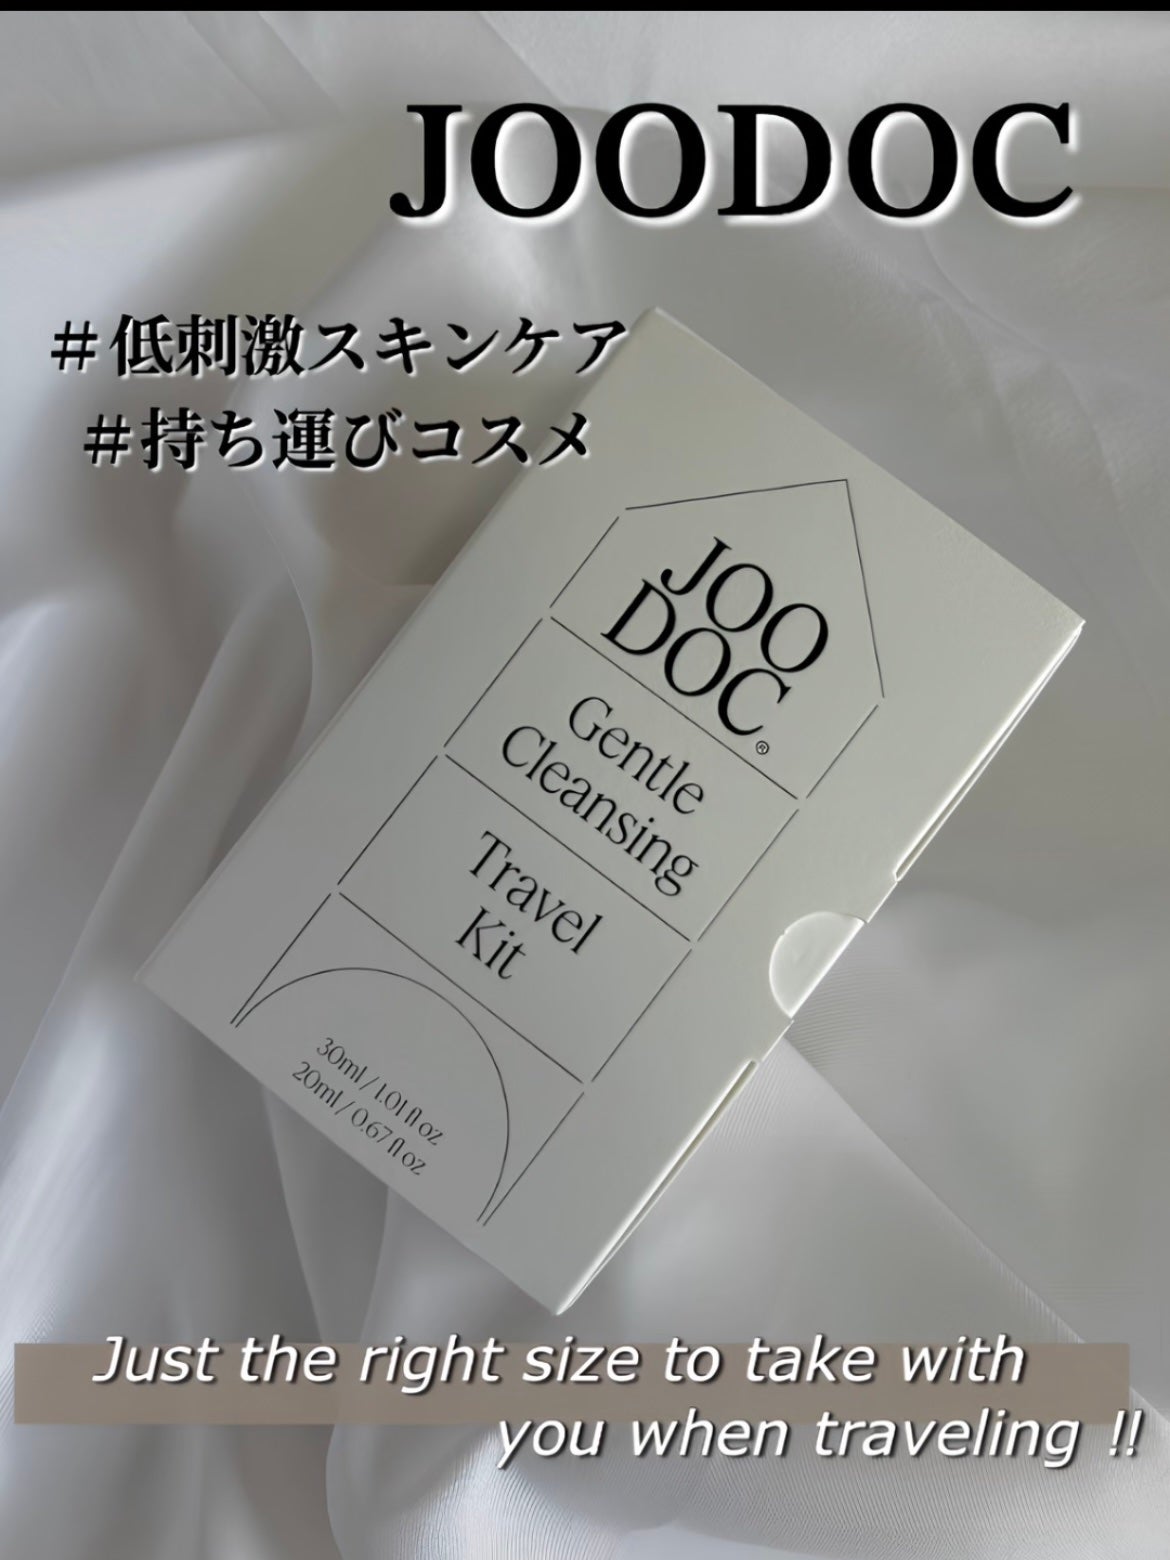 JOODOC
#低刺激スキンケア
#持ち運びコスメ
JOO
DOC®
Gentle
Cleansing
Travel
Kit
30ml / 1.01 fl oz
20ml / 0.67 fl oz
Just the right size to take with
you when traveling !!